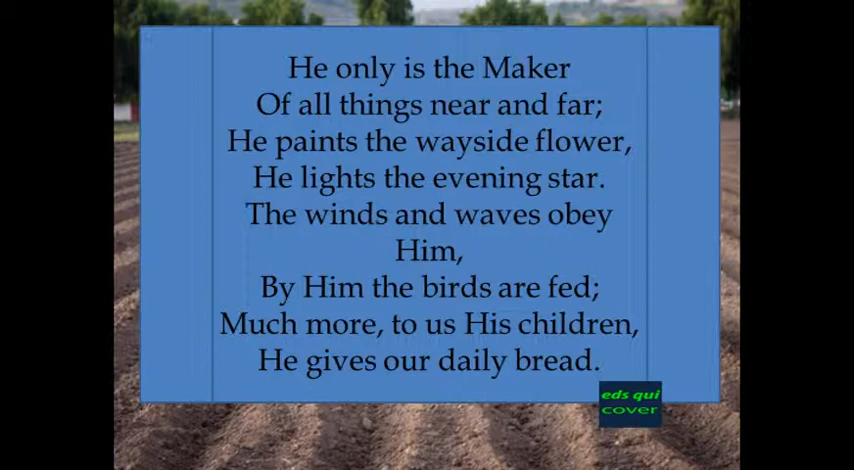 He only is the Maker
Of all things near and far;
He paints the wayside flower,
He lights the evening star.
The winds and waves obey
Him,
By Him the birds are fed;
Much more, to us His children,
He gives our daily bread.
eds qui
cover